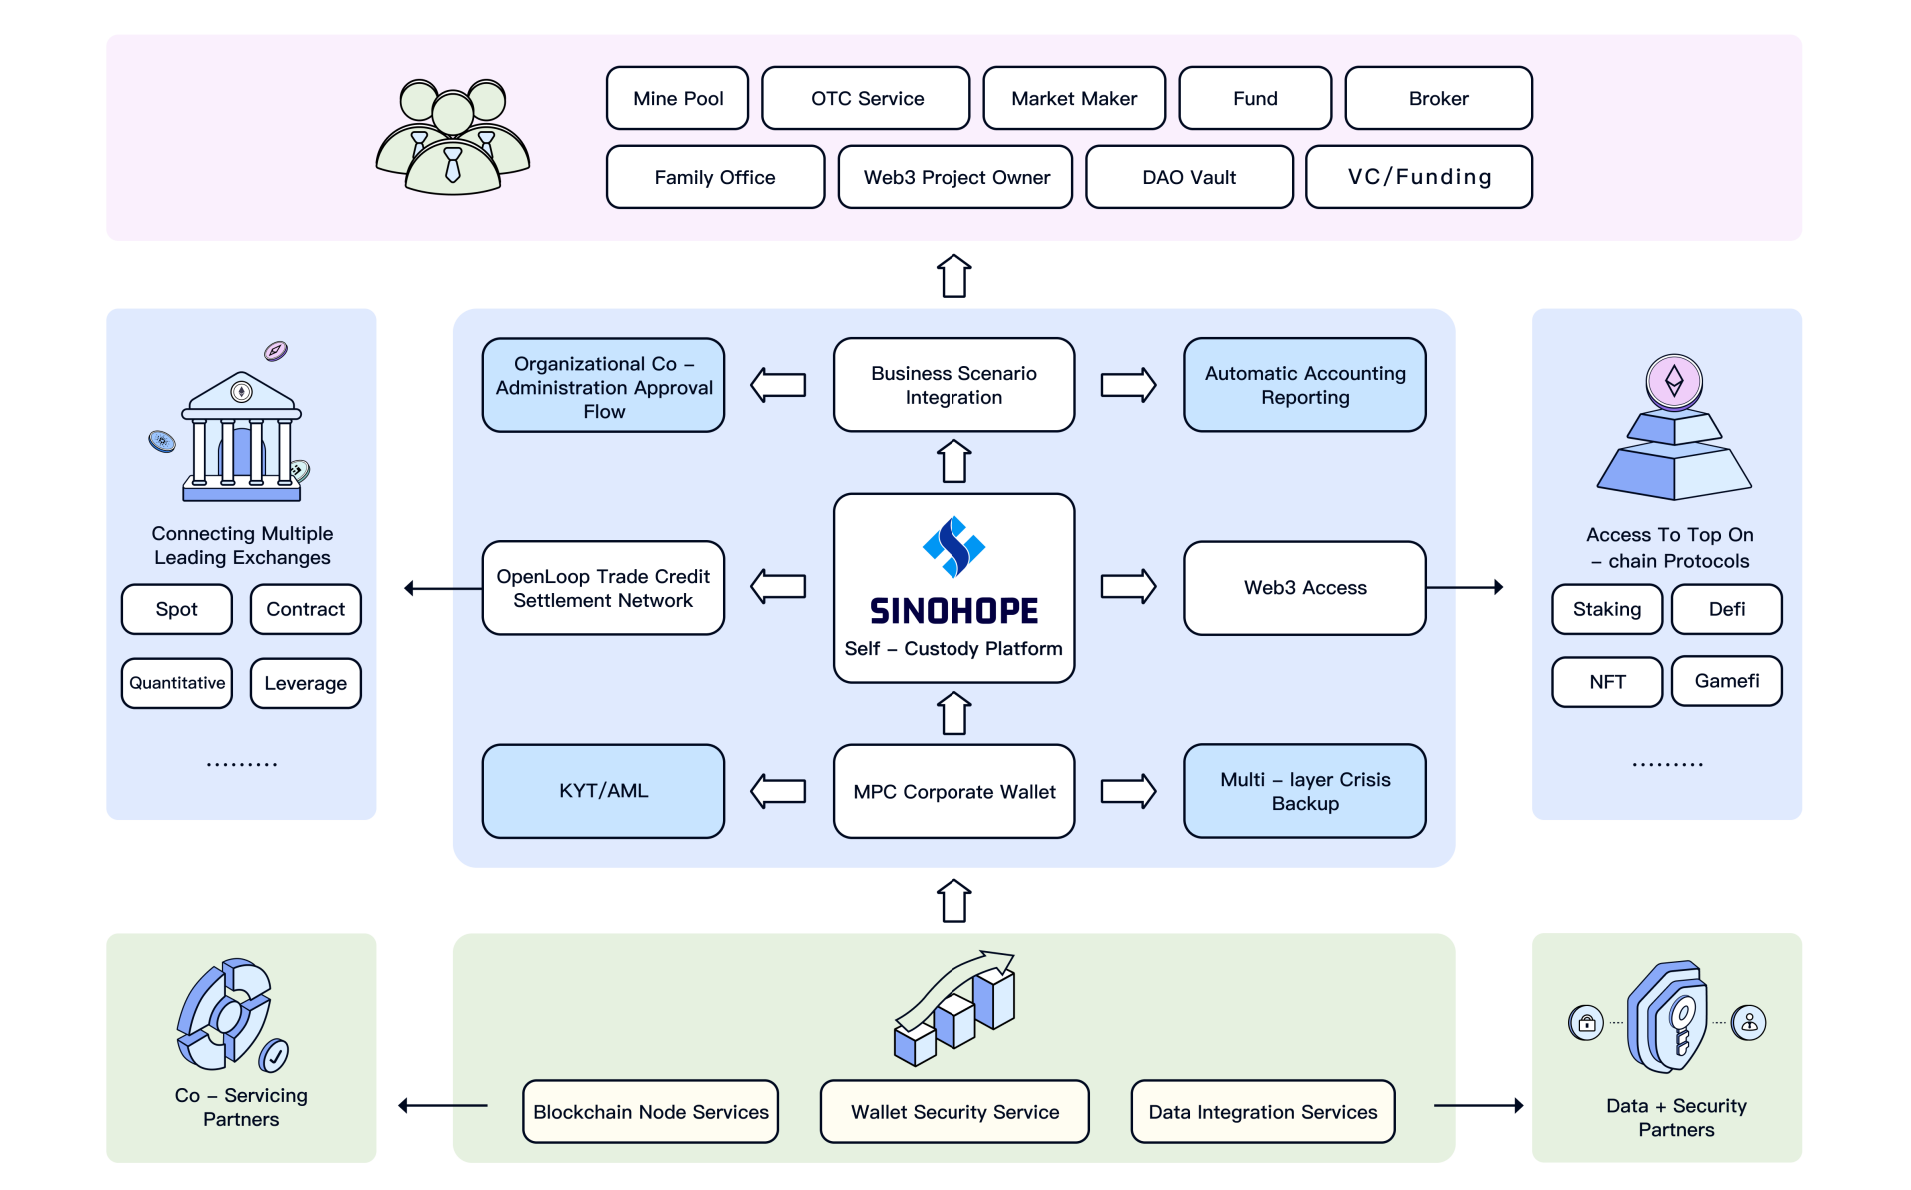 Mine Pool
OTC Service
Market Maker
Fund
Broker
Family Office
Web3 Project Owner
DAO Vault
VC/Funding
Connecting Multiple
Leading Exchanges
Spot
Contract
Quantitative
Leverage
.........
Organizational Co –
Administration Approval
Flow
Business Scenario
Integration
Automatic Accounting
Reporting
OpenLoop Trade Credit
Settlement Network
SINOHOPE
Self – Custody Platform
Web3 Access
KYT/AML
MPC Corporate Wallet
Multi – layer Crisis
Backup
Access To Top On
– chain Protocols
Staking
Defi
NFT
Gamefi
.........
Co – Servicing
Partners
Blockchain Node Services
Wallet Security Service
Data Integration Services
Data + Security
Partners